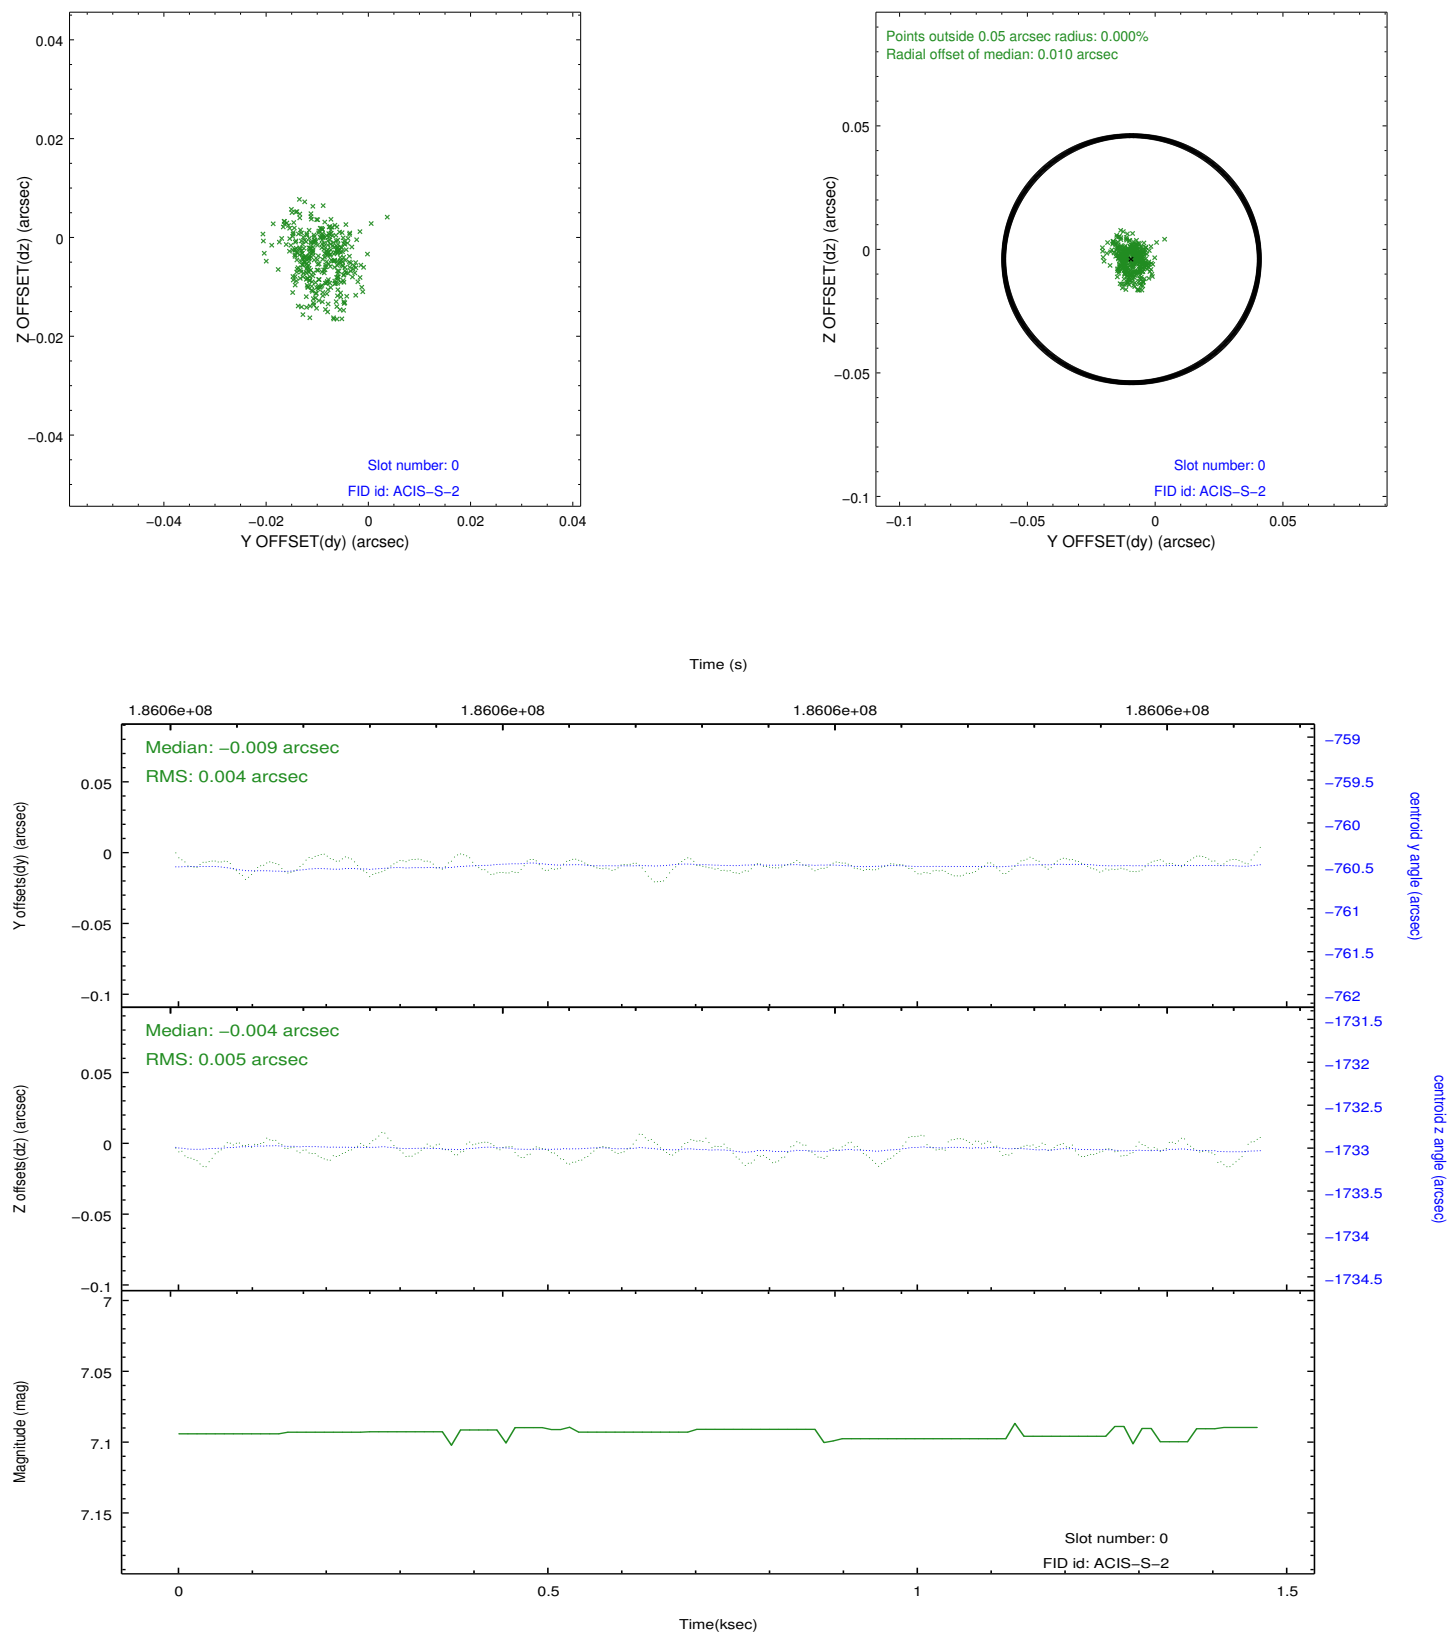 0.04
0.02
0
−0.02
−0.04
Z OFFSET(dz) (arcsec)
Slot number: 0
FID id: ACIS−S−2
−0.04
−0.02
0
0.02
0.04
Y OFFSET(dy) (arcsec)
Points outside 0.05 arcsec radius: 0.000%
Radial offset of median: 0.010 arcsec
0.05
0
−0.05
−0.1
Z OFFSET(dz) (arcsec)
Slot number: 0
FID id: ACIS−S−2
−0.1
−0.05
0
0.05
Y OFFSET(dy) (arcsec)
Time (s)
1.8606e+08
1.8606e+08
1.8606e+08
1.8606e+08
Median: −0.009 arcsec
RMS: 0.004 arcsec
0.05
0
−0.05
−0.1
Y offsets(dy) (arcsec)
−759
−759.5
−760
−760.5
−761
−761.5
−762
centroid y angle (arcsec)
Median: −0.004 arcsec
RMS: 0.005 arcsec
0.05
0
−0.05
−0.1
Z offsets(dz) (arcsec)
−1731.5
−1732
−1732.5
−1733
−1733.5
−1734
−1734.5
centroid z angle (arcsec)
7
7.05
7.1
7.15
Magnitude (mag)
Slot number: 0
FID id: ACIS−S−2
0
0.5
1
1.5
Time(ksec)